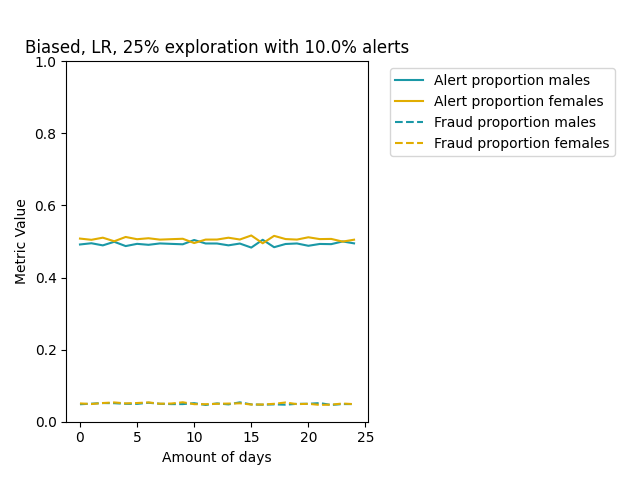 Biased, LR, 25% exploration with 10.0% alerts
1.0
0.8
0.6
0.4
0.2
0.0
Metric Value
0 5 10 15 20 25
Amount of days
Alert proportion males
Alert proportion females
Fraud proportion males
Fraud proportion females